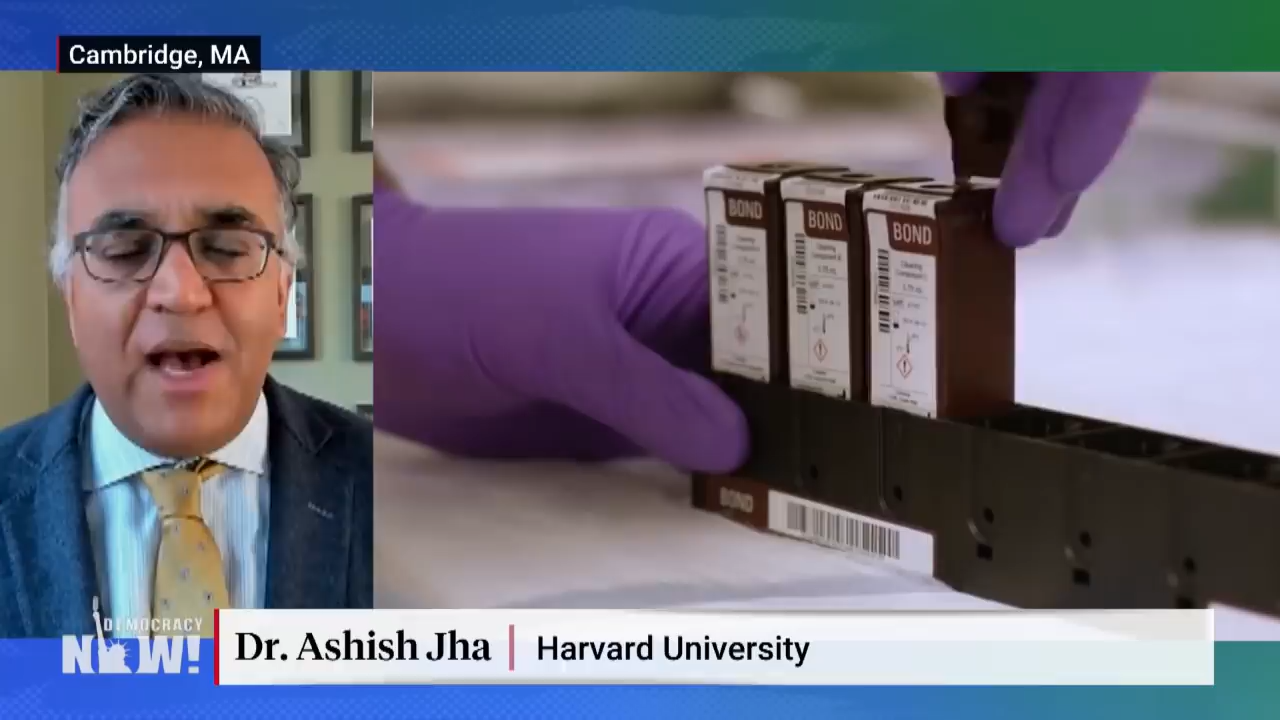 Cambridge, MA
BOND
BOND
BOND
BOND
DEMOCRACY
NOW!
Dr. Ashish Jha
Harvard University